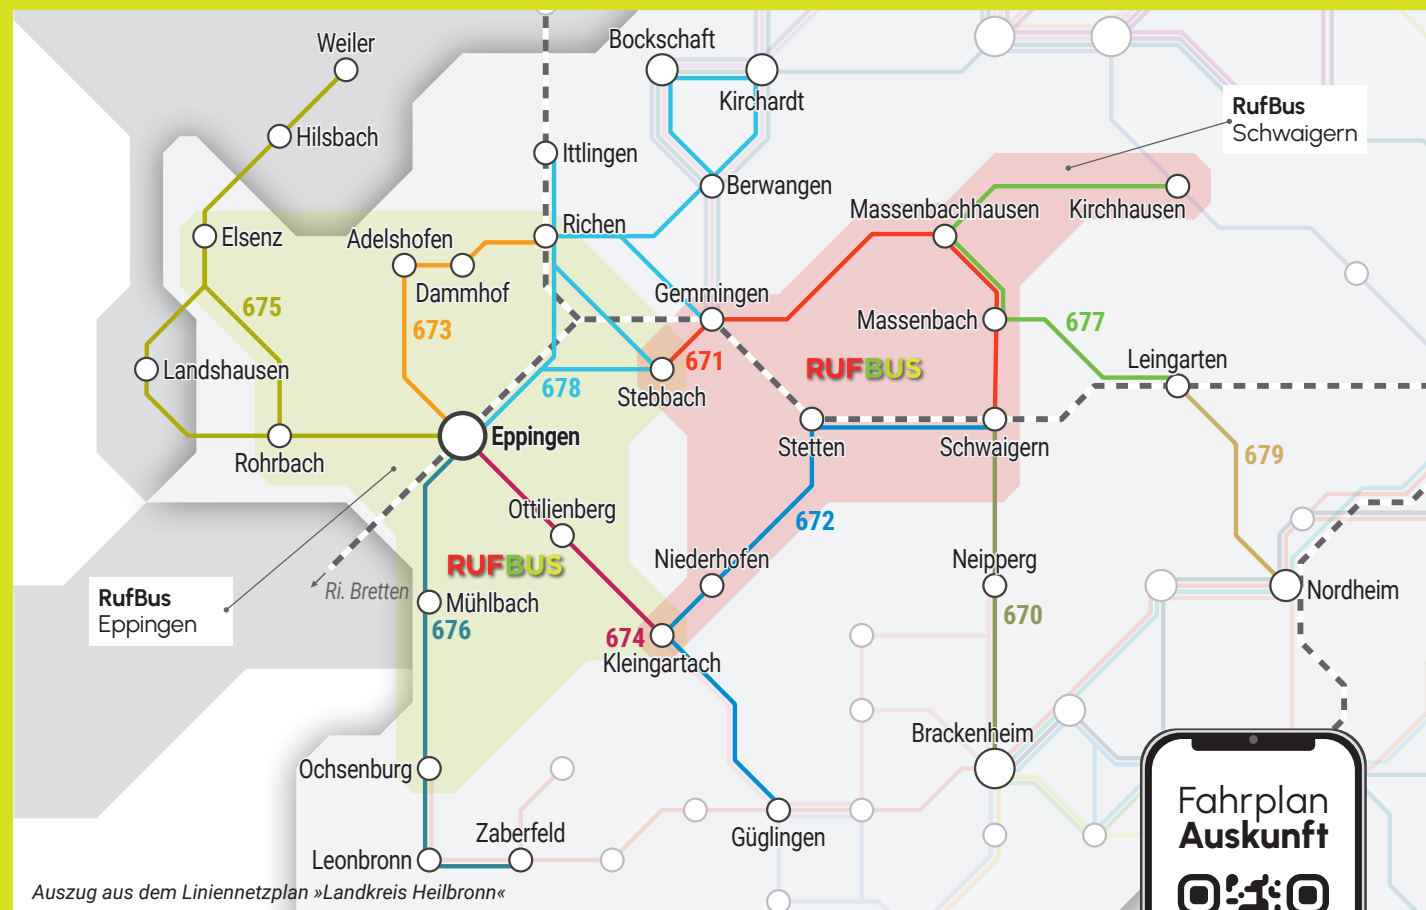 Weiler
Bockschaft
Kirchardt
RufBus
Schwaigern
Hilsbach
Ittlingen
Berwangen
Massenbachhausen
Kirchhausen
Elsenz
Adelshofen
Richen
Dammhof
675
673
Gemmingen
Massenbach
677
Leingarten
Landshausen
671
RUFBUS
678
Stebbach
Eppingen
Rohrbach
Stetten
Schwaigern
679
Ottilienberg
672
RUFBUS
Niederhofen
Neipperg
Ri. Bretten
RufBus
Eppingen
Mühlbach
676
674
Kleingartach
670
Nordheim
Brackenheim
Ochsenburg
Fahrplan
Auskunft
Zaberfeld
Güglingen
Leonbronn
Auszug aus dem Liniennetzplan »Landkreis Heilbronn«